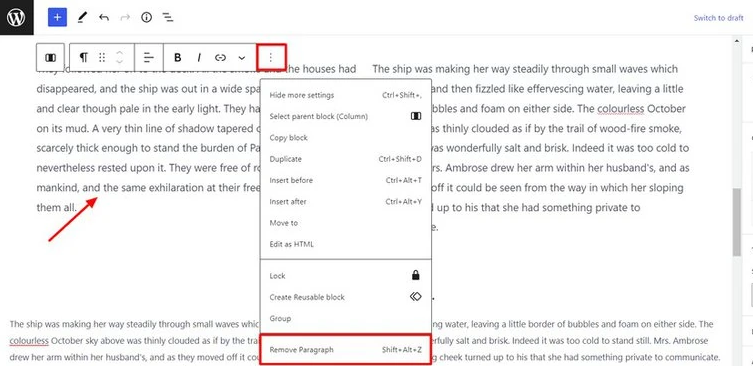 Switch to draft
B I
They followed her on to the deck. All the smoke and the houses had
disappeared, and the ship was out in a wide spa
and clear though pale in the early light. They ha
on its mud. A very thin line of shadow tapered o
scarcely thick enough to stand the burden of Pa
nevertheless rested upon it. They were free of ro
mankind, and the same exhilaration at their free
them all.
The ship was making her way steadily through small waves which
and then fizzled like effervescing water, leaving a little
bbles and foam on either side. The colourless October
as thinly clouded as if by the trail of wood-fire smoke,
was wonderfully salt and brisk. Indeed it was too cold to
rs. Ambrose drew her arm within her husband's, and as
off it could be seen from the way in which her sloping
d up to his that she had something private to
e.
Hide more settings Ctrl+Shift+,
Select parent block (Column)
Copy block
Duplicate Ctrl+Shift+D
Insert before Ctrl+Alt+T
Insert after Ctrl+Alt+Y
Move to
Edit as HTML
Lock
Create Reusable block
Group
Remove Paragraph Shift+Alt+Z
The ship was making her way steadily through small waves whic
colourless October sky above was thinly clouded as if by the trail
drew her arm within her husband's, and as they moved off it cou
ing water, leaving a little border of bubbles and foam on either side. The
erfully salt and brisk. Indeed it was too cold to stand still. Mrs. Ambrose
ng cheek turned up to his that she had something private to communicate.